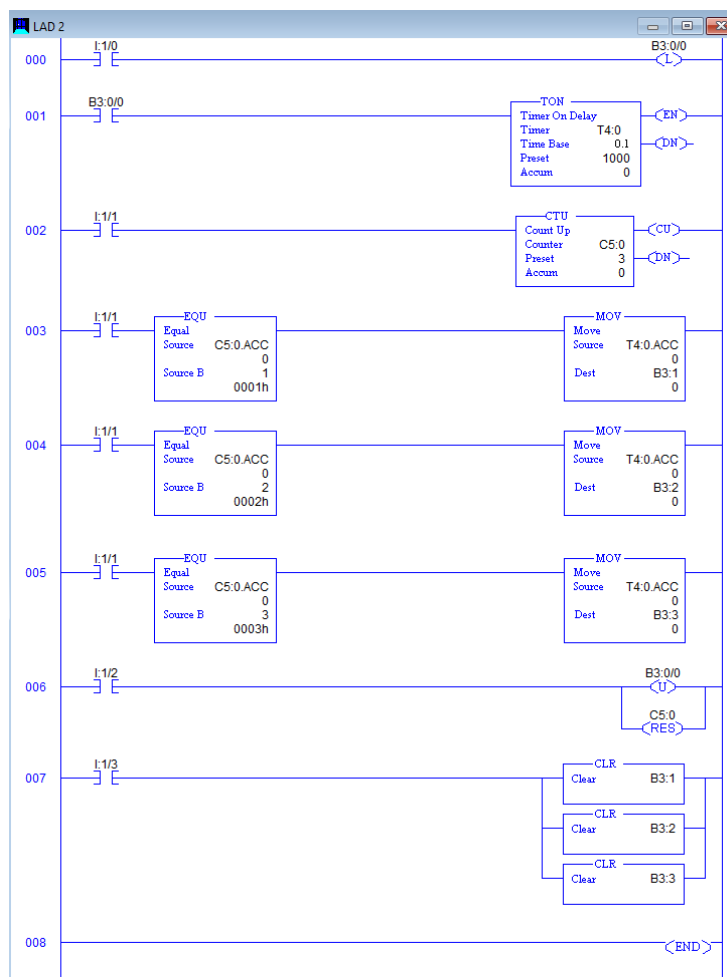 LAD 2
I:1/0 B3:0/0
000 L
B3:0/0
001 TON
Timer On Delay EN
Timer T4:0
Time Base 0.1 DN
Preset 1000
Accum 0
I:1/1
002 CTU
Count Up CU
Counter C5:0
Preset 3 DN
Accum 0
I:1/1
003 EQU MOV
Equal Move
Source C5:0.ACC Source T4:0.ACC
0 0
Source B 1 Dest B3:1
0001h 0
I:1/1
004 EQU MOV
Equal Move
Source C5:0.ACC Source T4:0.ACC
0 0
Source B 2 Dest B3:2
0002h 0
I:1/1
005 EQU MOV
Equal Move
Source C5:0.ACC Source T4:0.ACC
0 0
Source B 3 Dest B3:3
0003h 0
I:1/2 B3:0/0
006 U
C5:0
RES
I:1/3
007 CLR
Clear B3:1
CLR
Clear B3:2
CLR
Clear B3:3
008 END